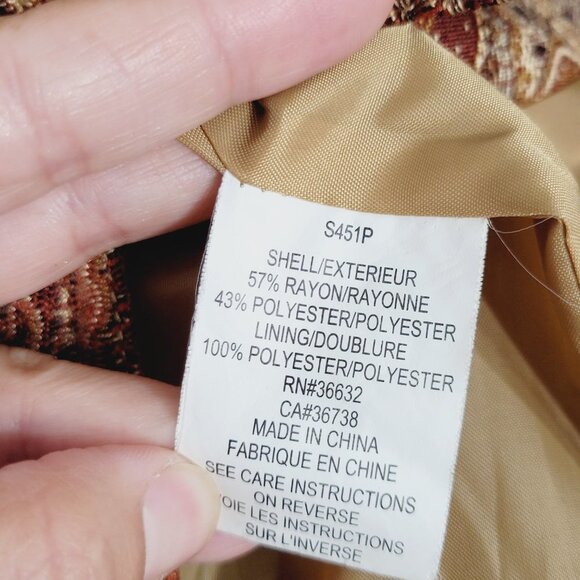 S451P
SHELL/EXTERIEUR
57% RAYON/RAYONNE
43% POLYESTER/POLYESTER
LINING/DOUBLURE
100% POLYESTER/POLYESTER
RN#36632
CA#36738
MADE IN CHINA
FABRIQUE EN CHINE
SEE CARE INSTRUCTIONS
ON REVERSE
VOIE LES INSTRUCTIONS
SUR L'INVERSE